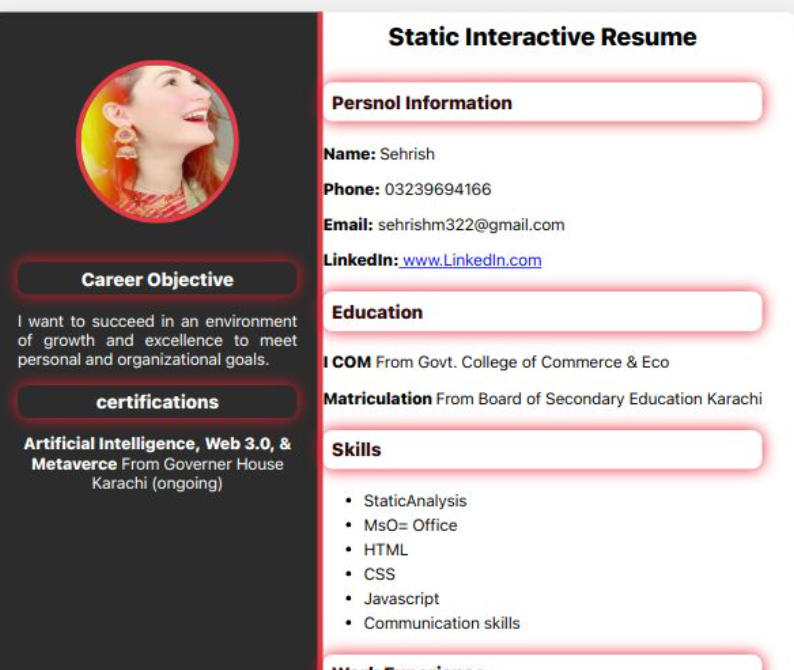 Static Interactive Resume
Career Objective
I want to succeed in an environment
of growth and excellence to meet
personal and organizational goals.
certifications
Artificial Intelligence, Web 3.0, &
Metaverce From Governer House
Karachi (ongoing)
Persnol Information
Name: Sehrish
Phone: 03239694166
Email: sehrishm322@gmail.com
LinkedIn: www.LinkedIn.com
Education
I COM From Govt. College of Commerce & Eco
Matriculation From Board of Secondary Education Karachi
Skills
StaticAnalysis
MsO= Office
HTML
CSS
Javascript
Communication skills